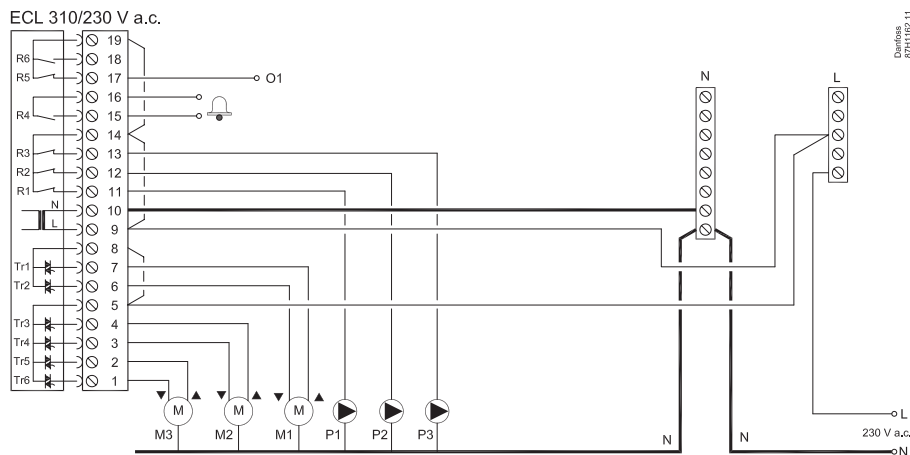 ECL 310/230 V a.c.
Danfoss
87H1162.11
19
R6 18
R5 17 O1
16
R4 15
14
R3 13
R2 12
R1 11
N 10
L 9
8
Tr1 7
Tr2 6
5
Tr3 4
Tr4 3
Tr5 2
Tr6 1
N
L
M M M
M3 M2 M1 P1 P2 P3
N N
L
230 V a.c.
N